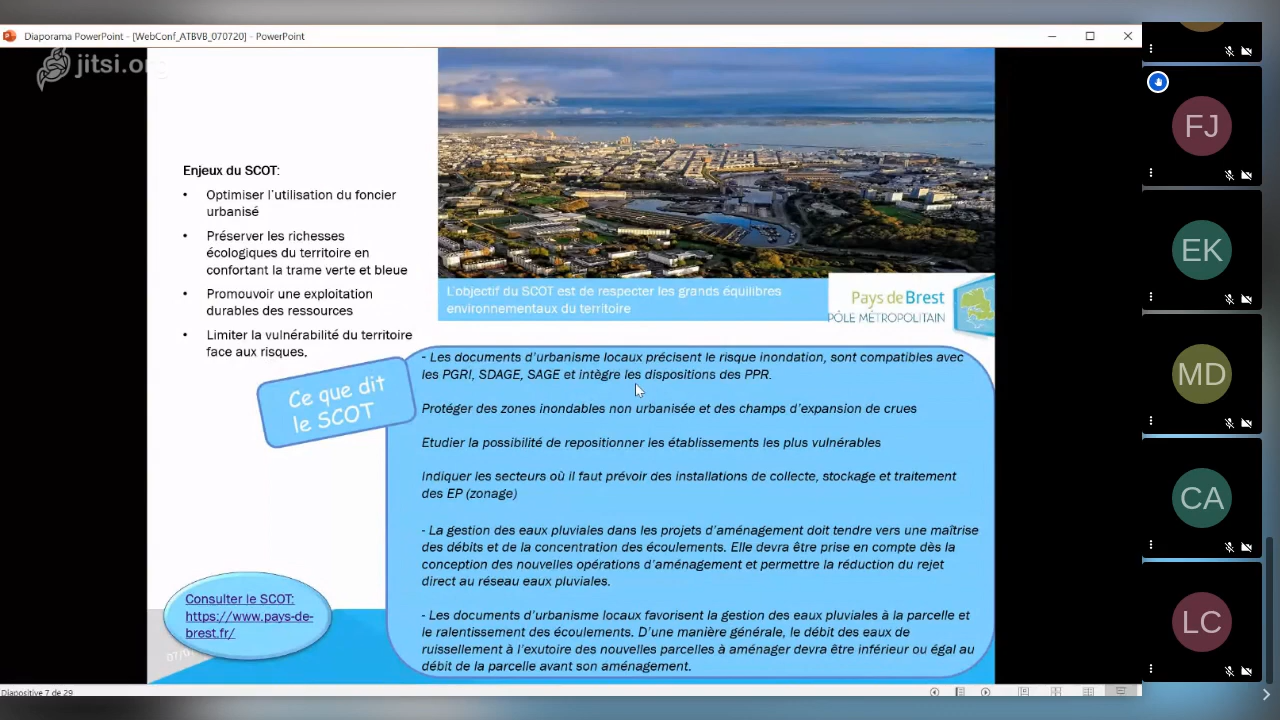 Diaporama PowerPoint - [WebConf_ATBVB_070720] - PowerPoint
jitsi.org
Enjeux du SCOT:
• Optimiser l'utilisation du foncier
urbanisé
• Préserver les richesses
écologiques du territoire en
confortant la trame verte et bleue
• Promouvoir une exploitation
durables des ressources
• Limiter la vulnérabilité du territoire
face aux risques.
L'objectif du SCOT est de respecter les grands équilibres
environnementaux du territoire
Pays de Brest
PÔLE MÉTROPOLITAIN
Ce que dit
le SCOT
- Les documents d'urbanisme locaux précisent le risque inondation, sont compatibles avec
les PGRI, SDAGE, SAGE et intègre les dispositions des PPR.
Protéger des zones inondables non urbanisée et des champs d'expansion de crues
Etudier la possibilité de repositionner les établissements les plus vulnérables
Indiquer les secteurs où il faut prévoir des installations de collecte, stockage et traitement
des EP (zonage)
- La gestion des eaux pluviales dans les projets d'aménagement doit tendre vers une maîtrise
des débits et de la concentration des écoulements. Elle devra être prise en compte dès la
conception des nouvelles opérations d'aménagement et permettre la réduction du rejet
direct au réseau eaux pluviales.
- Les documents d'urbanisme locaux favorisent la gestion des eaux pluviales à la parcelle et
le ralentissement des écoulements. D'une manière générale, le débit des eaux de
ruissellement à l'exutoire des nouvelles parcelles à aménager devra être inférieur ou égal au
débit de la parcelle avant son aménagement.
Consulter le SCOT:
https://www.pays-de-
brest.fr/
Diapositive 7 de 29
FJ
EK
MD
CA
LC